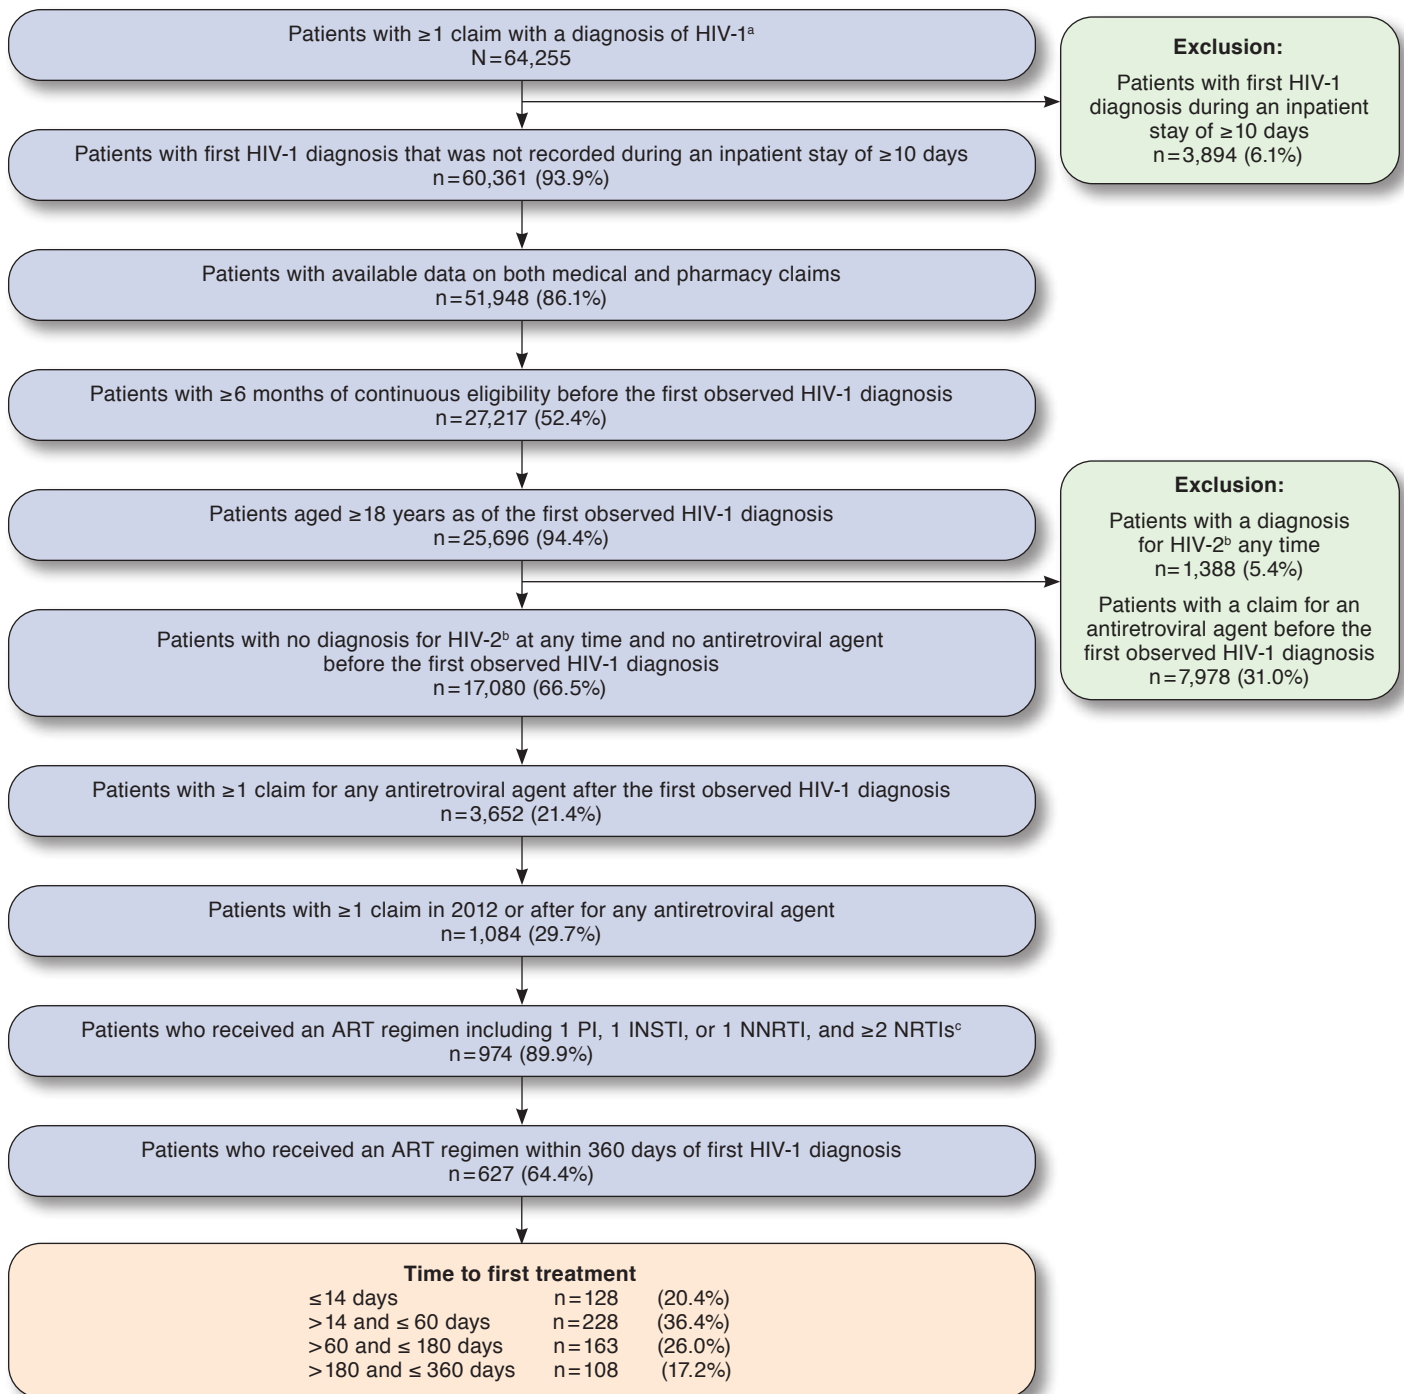 Patients with ≥1 claim with a diagnosis of HIV-1ᵃ
N=64,255
Exclusion:
Patients with first HIV-1
diagnosis during an inpatient
stay of ≥10 days
n=3,894 (6.1%)
Patients with first HIV-1 diagnosis that was not recorded during an inpatient stay of ≥10 days
n=60,361 (93.9%)
Patients with available data on both medical and pharmacy claims
n=51,948 (86.1%)
Patients with ≥6 months of continuous eligibility before the first observed HIV-1 diagnosis
n=27,217 (52.4%)
Patients aged ≥18 years as of the first observed HIV-1 diagnosis
n=25,696 (94.4%)
Exclusion:
Patients with a diagnosis
for HIV-2ᵇ any time
n=1,388 (5.4%)
Patients with a claim for an
antiretroviral agent before the
first observed HIV-1 diagnosis
n=7,978 (31.0%)
Patients with no diagnosis for HIV-2ᵇ at any time and no antiretroviral agent
before the first observed HIV-1 diagnosis
n=17,080 (66.5%)
Patients with ≥1 claim for any antiretroviral agent after the first observed HIV-1 diagnosis
n=3,652 (21.4%)
Patients with ≥1 claim in 2012 or after for any antiretroviral agent
n=1,084 (29.7%)
Patients who received an ART regimen including 1 PI, 1 INSTI, or 1 NNRTI, and ≥2 NRTIsᶜ
n=974 (89.9%)
Patients who received an ART regimen within 360 days of first HIV-1 diagnosis
n=627 (64.4%)
Time to first treatment
≤14 days n=128 (20.4%)
>14 and ≤ 60 days n=228 (36.4%)
>60 and ≤ 180 days n=163 (26.0%)
>180 and ≤ 360 days n=108 (17.2%)